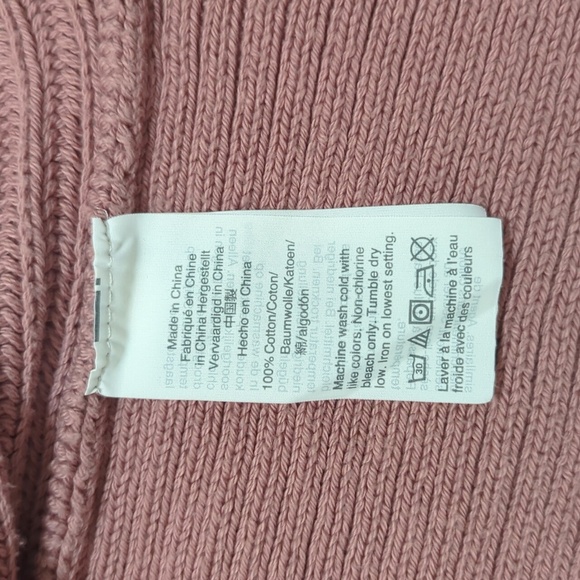 Made in China
Fabriqué en Chine
in China Hergestellt
Vervaardigd in China
中国製
Hecho en China
100% Cotton/Coton/
Baumwolle/Katoen/
綿/algodón
Machine wash cold with
like colors. Non-chlorine
bleach only. Tumble dry
low. Iron on lowest setting.
30
Laver à la machine à l'eau
froide avec des couleurs